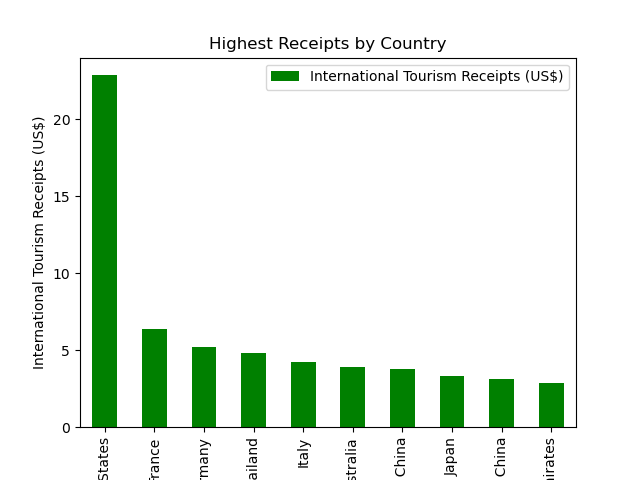 Highest Receipts by Country
International Tourism Receipts (US$)
International Tourism Receipts (US$)
20
15
10
5
0
States
rance
rmany
ailand
Italy
stralia
China
Japan
China
irates